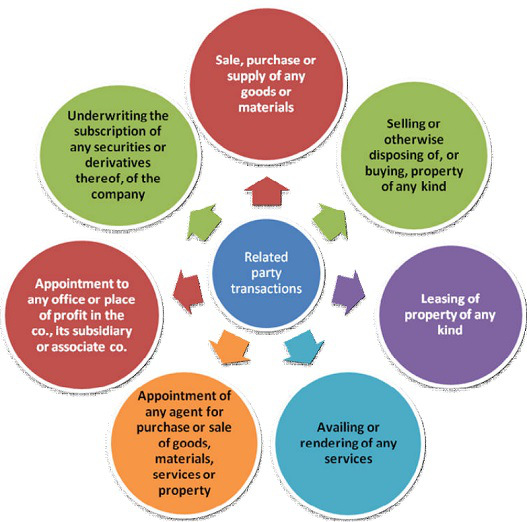 Sale, purchase or
supply of any
goods or
materials
Selling or
otherwise
disposing of, or
buying, property
of any kind
Leasing of
property of any
kind
Availing or
rendering of any
services
Appointment of
any agent for
purchase or sale
of goods,
materials,
services or
property
Appointment to
any office or place
of profit in the
co., its subsidiary
or associate co.
Underwriting the
subscription of
any securities or
derivatives
thereof, of the
company
Related
party
transactions